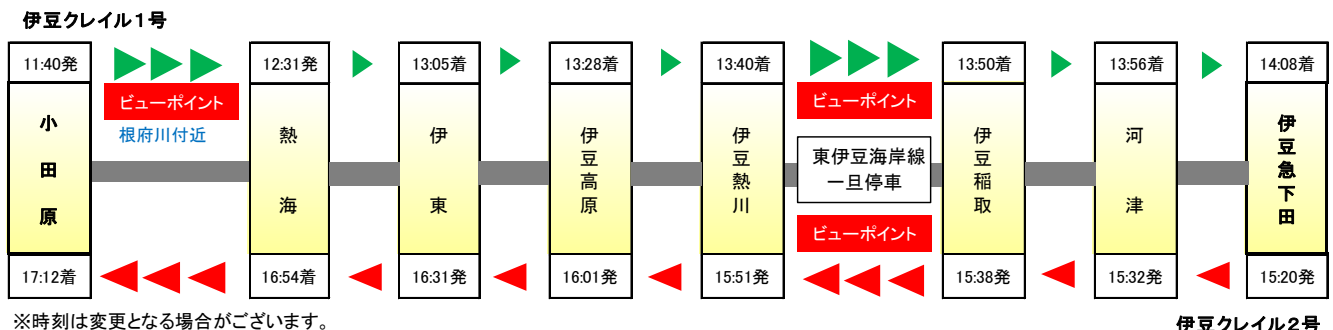 伊豆クレイル1号
11:40発 12:31発 13:05着 13:28着 13:40着 13:50着 13:56着 14:08着
ビューポイント ビューポイント
根府川付近
小田原 熱海 伊東 伊豆高原 伊豆熱川 伊豆稲取 河津 伊豆急下田
東伊豆海岸線
一旦停車
ビューポイント
17:12着 16:54着 16:31発 16:01発 15:51発 15:38発 15:32発 15:20発
※時刻は変更となる場合がございます。
伊豆クレイル2号